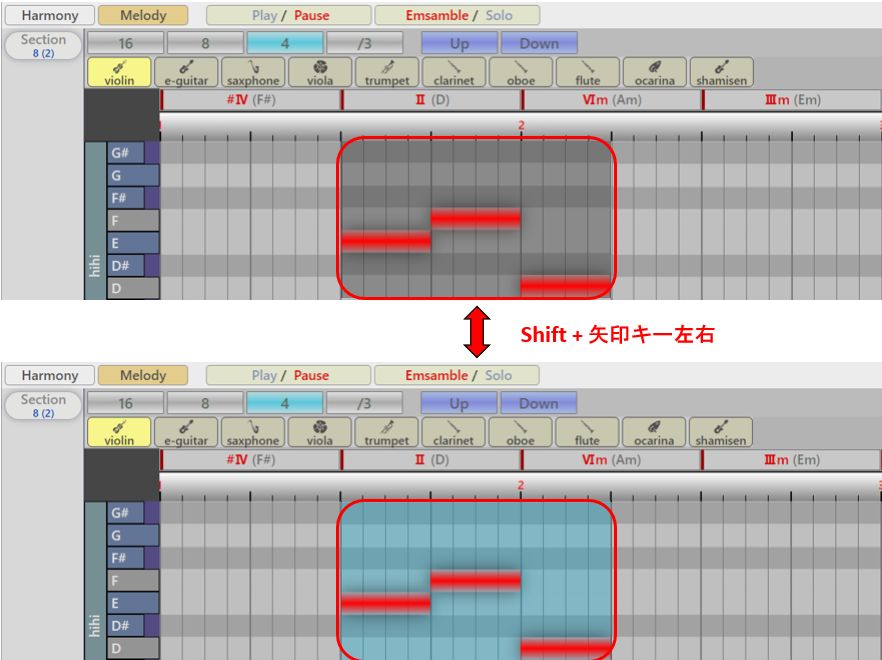 Harmony Melody Play / Pause Emsamble / Solo
Section 16 8 4 /3 Up Down
8 (2)
violin e-guitar saxphone viola trumpet clarinet oboe flute ocarina shamisen
#Ⅳ (F#) Ⅱ (D) Ⅵm (Am) Ⅲm (Em)
1 2 3
G#
G
F#
F
E
D#
hihi
D
Shift + 矢印キー左右
Harmony Melody Play / Pause Emsamble / Solo
Section 16 8 4 /3 Up Down
8 (2)
violin e-guitar saxphone viola trumpet clarinet oboe flute ocarina shamisen
#Ⅳ (F#) Ⅱ (D) Ⅵm (Am) Ⅲm (Em)
1 2 3
G#
G
F#
F
E
D#
hihi
D